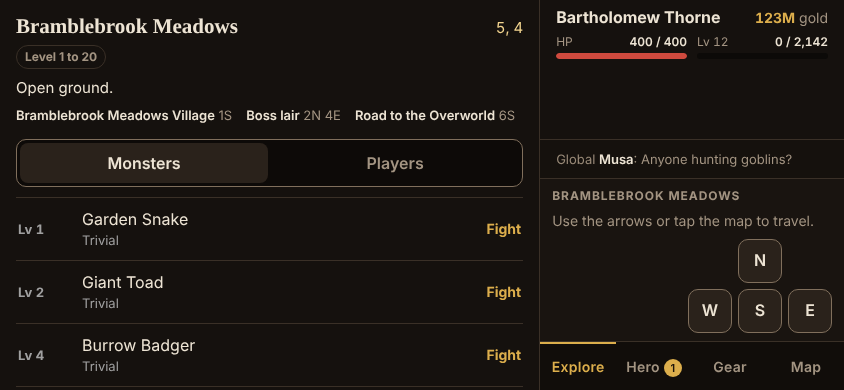 Bramblebrook Meadows
5, 4
Level 1 to 20
Open ground.
Bramblebrook Meadows Village 1S Boss lair 2N 4E Road to the Overworld 6S
Monsters
Players
Lv 1
Garden Snake
Trivial
Fight
Lv 2
Giant Toad
Trivial
Fight
Lv 4
Burrow Badger
Trivial
Fight
Bartholomew Thorne
123M gold
HP 400 / 400
Lv 12 0 / 2,142
Global Musa: Anyone hunting goblins?
BRAMBLEBROOK MEADOWS
Use the arrows or tap the map to travel.
N
W S E
Explore Hero 1 Gear Map